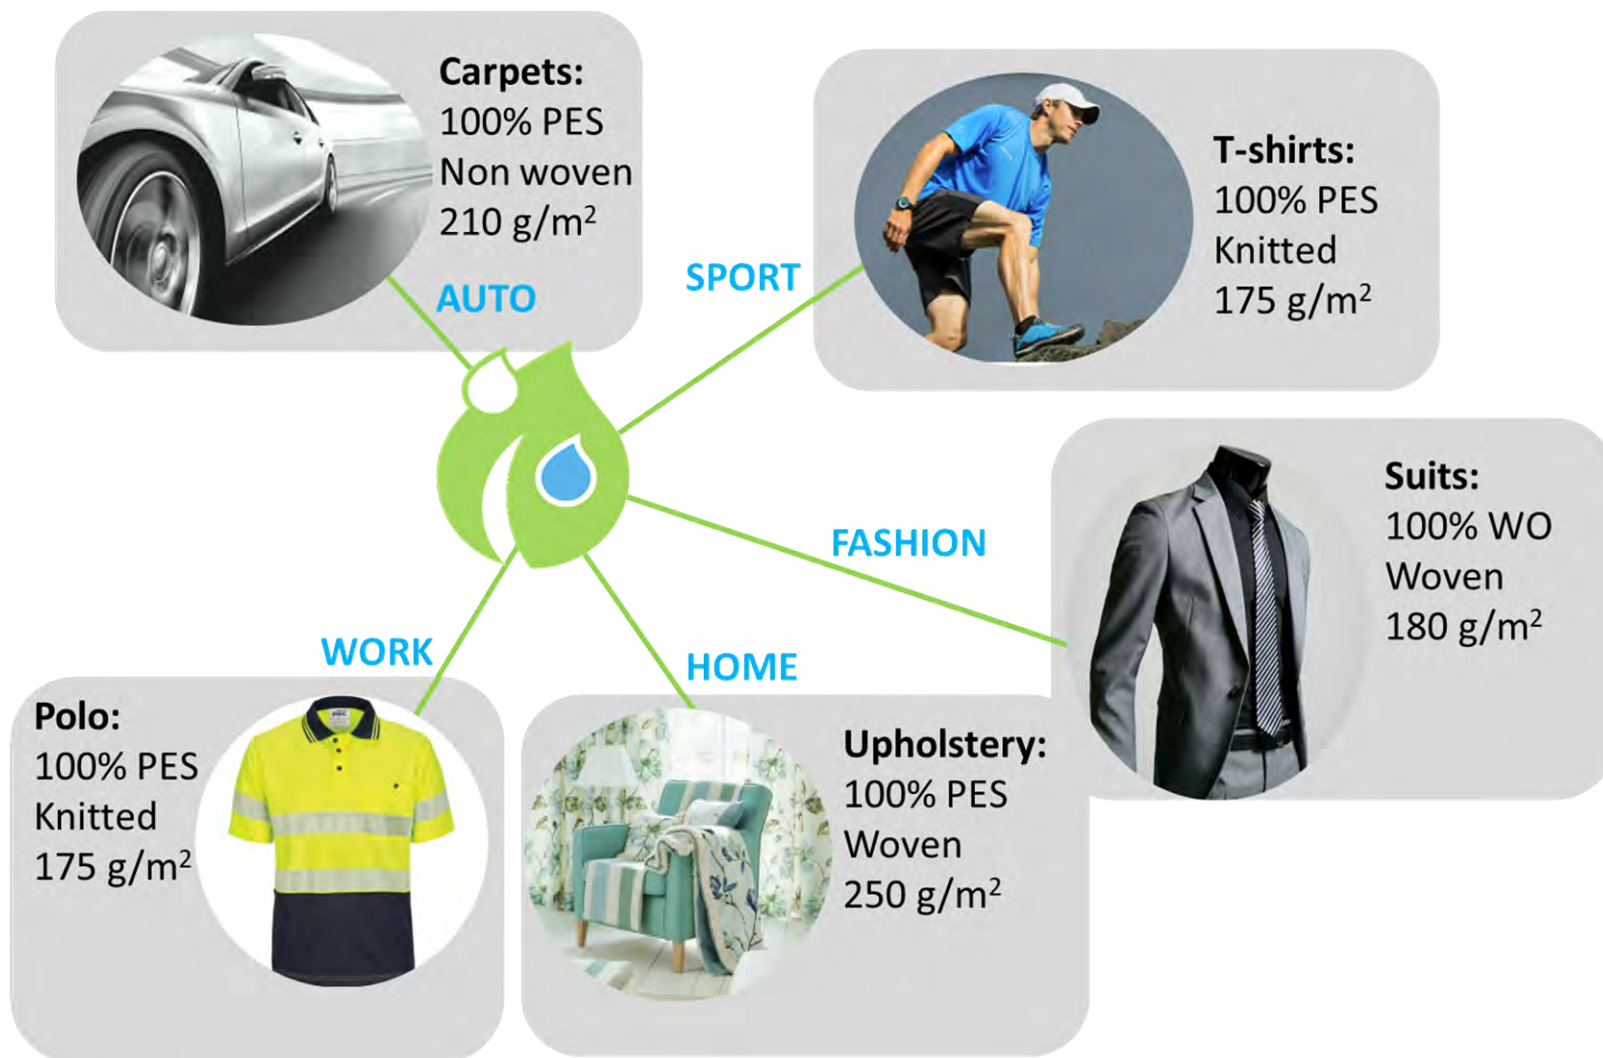 Carpets:
100% PES
Non woven
210 g/m²
AUTO
SPORT
T-shirts:
100% PES
Knitted
175 g/m²
FASHION
Suits:
100% WO
Woven
180 g/m²
WORK
Polo:
100% PES
Knitted
175 g/m²
HOME
Upholstery:
100% PES
Woven
250 g/m²